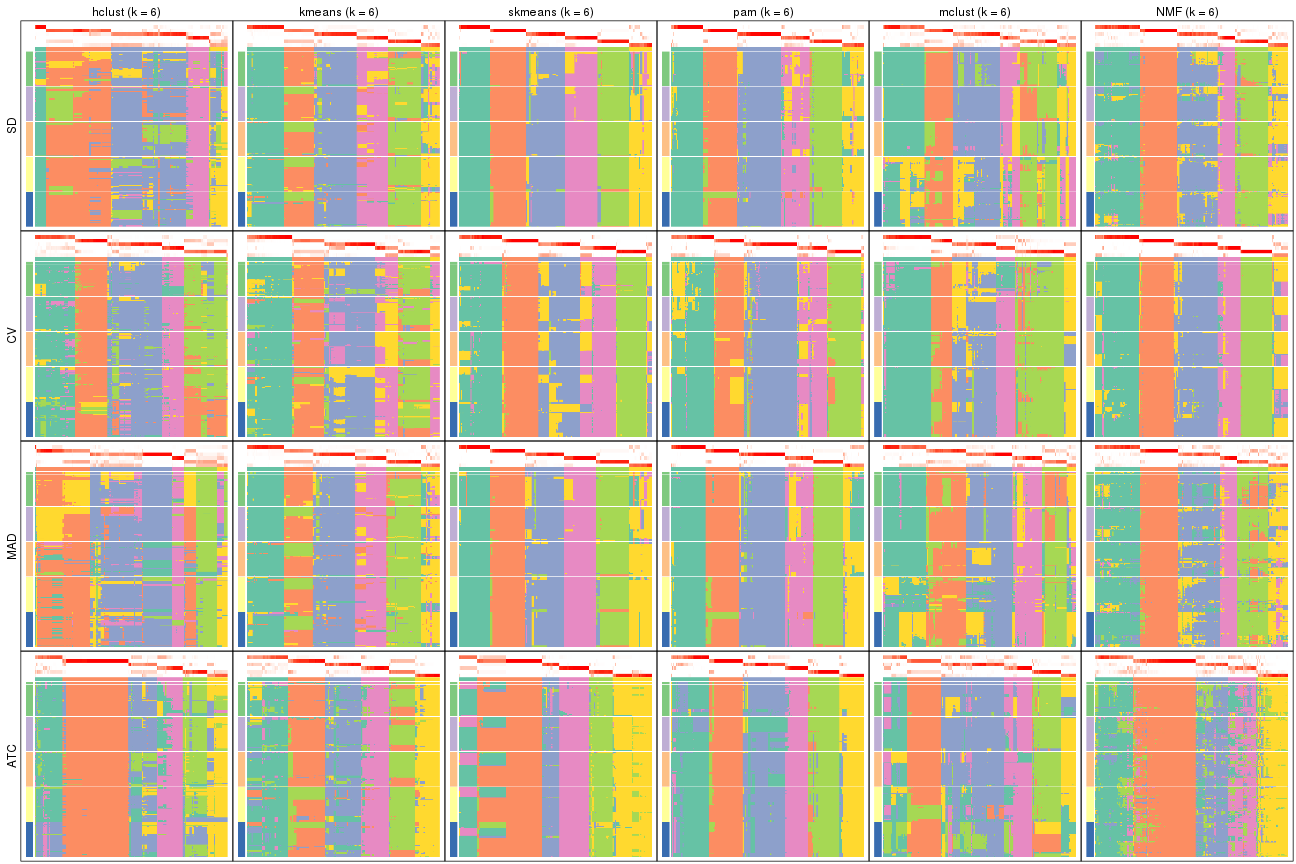 hclust (k = 6) kmeans (k = 6) skmeans (k = 6) pam (k = 6) mclust (k = 6) NMF (k = 6)
SD
CV
MAD
ATC